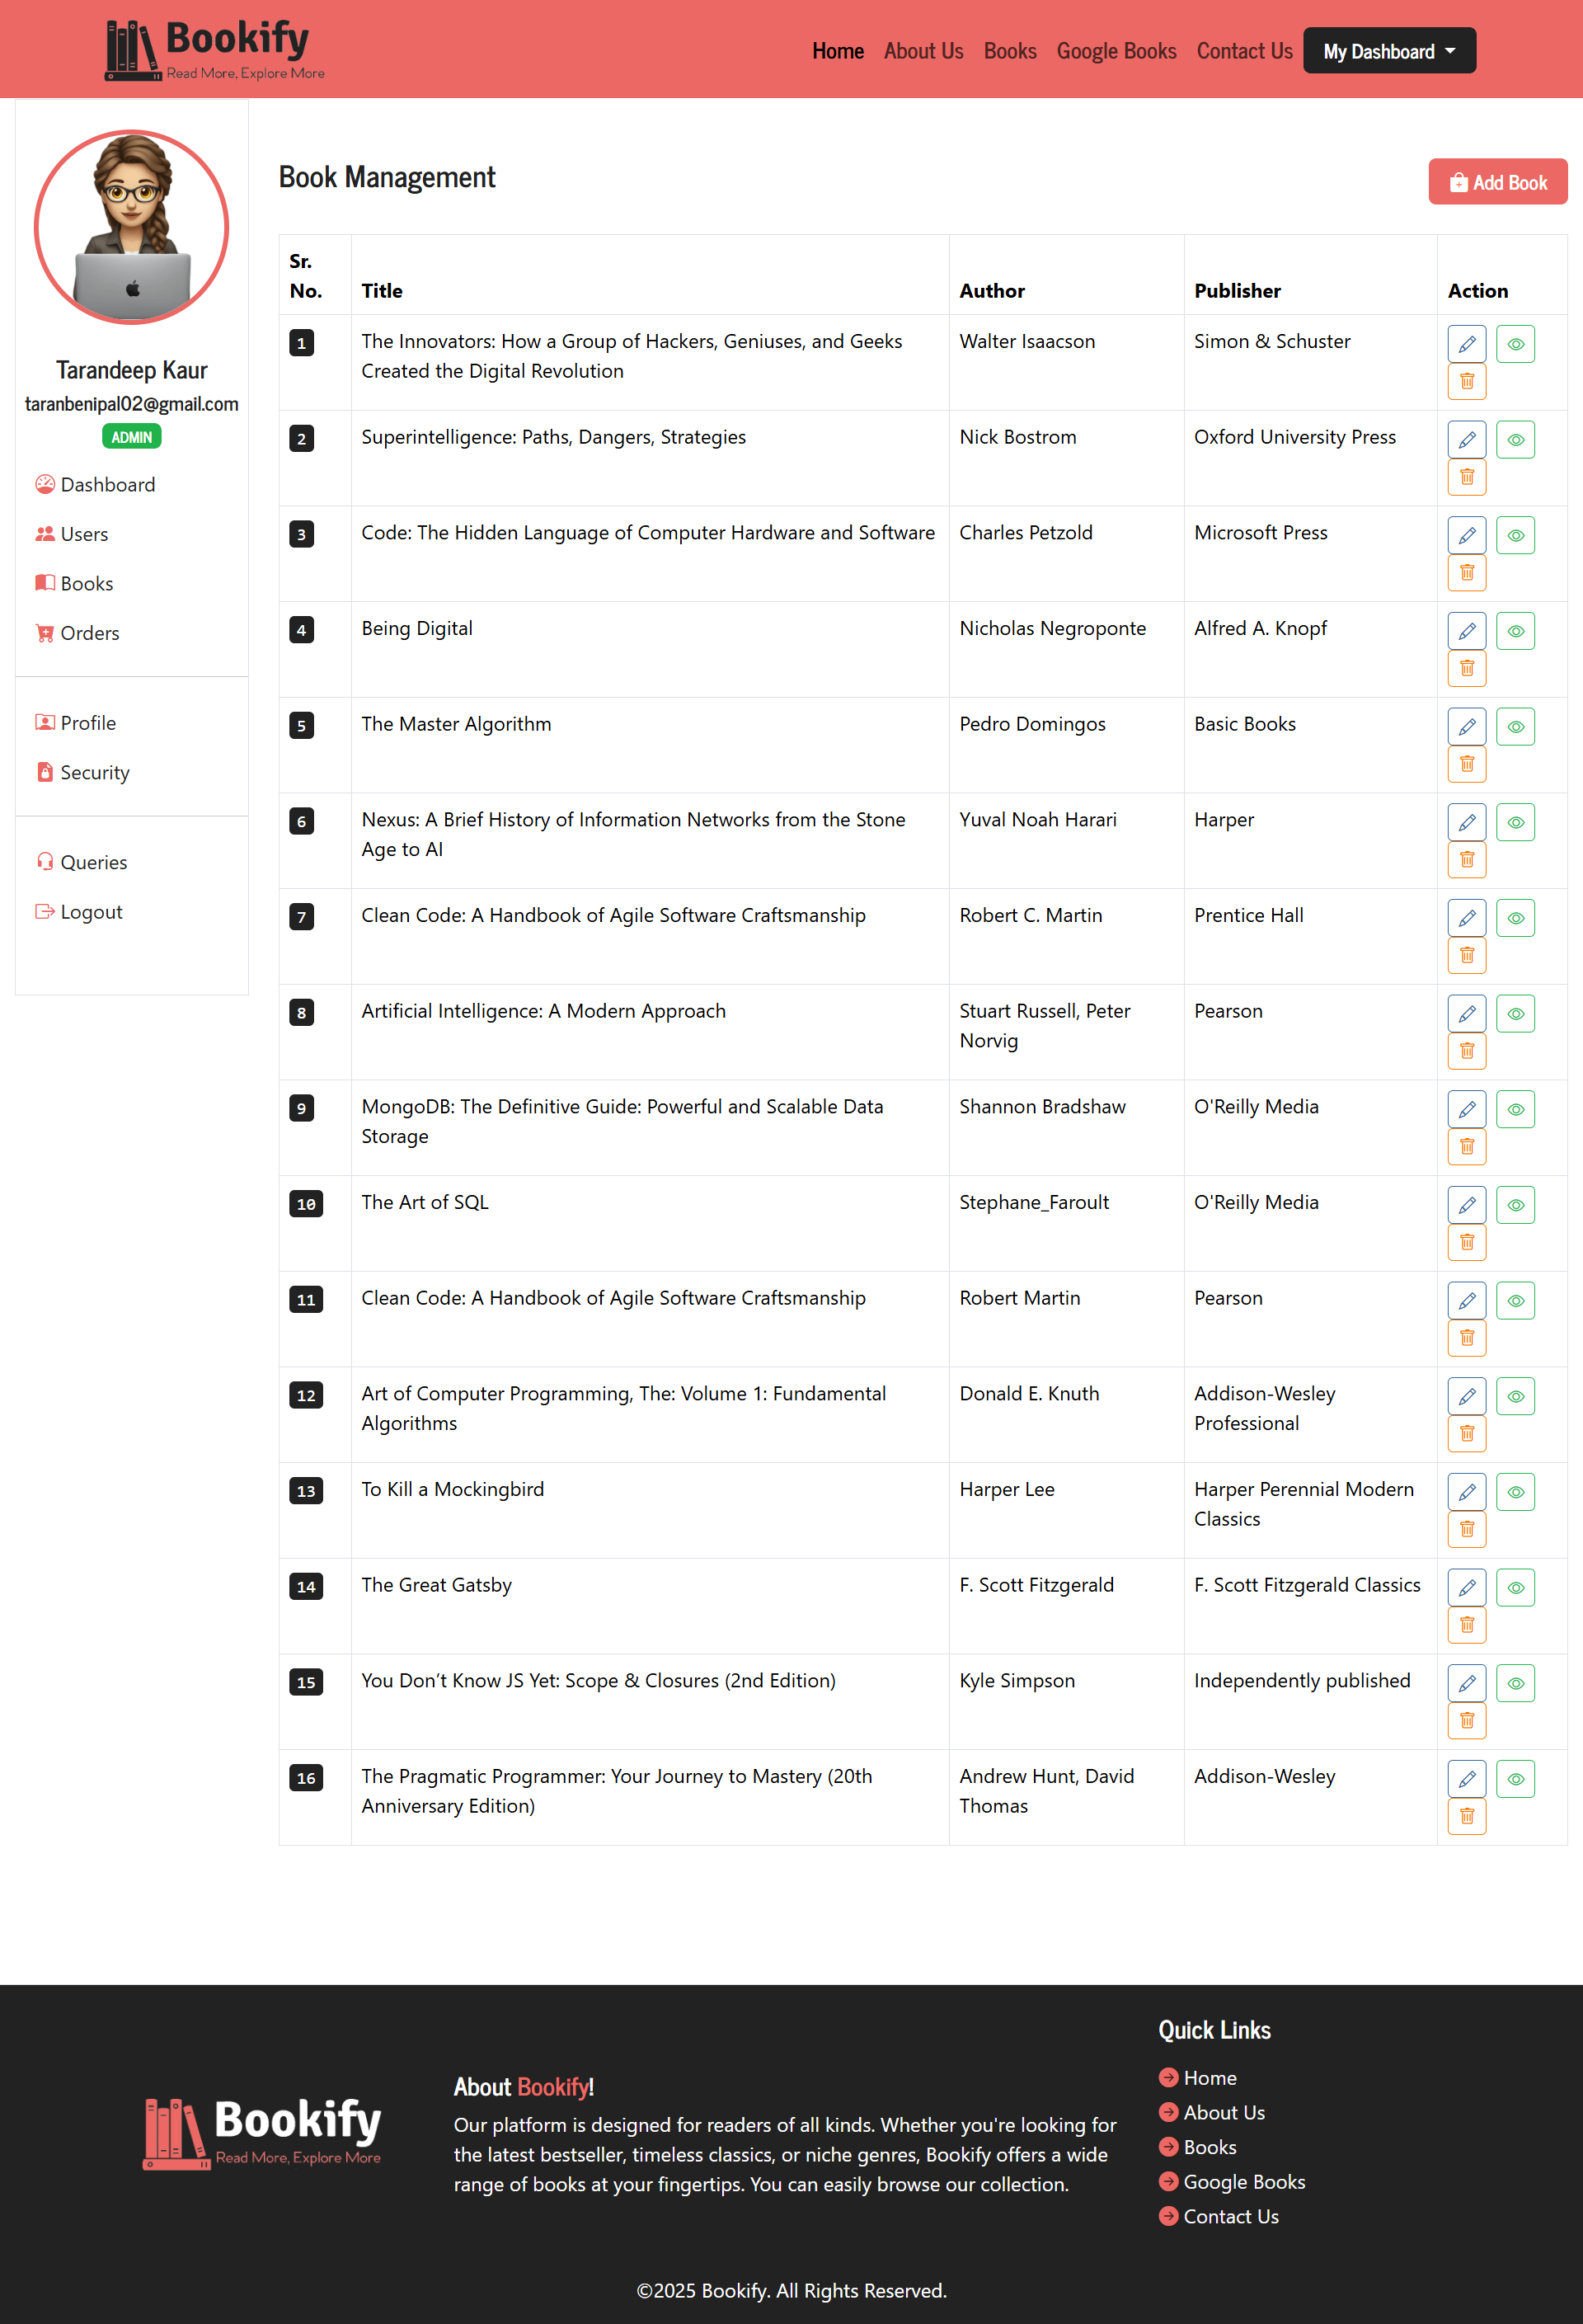 Bookify
Read More, Explore More
Home About Us Books Google Books Contact Us My Dashboard
Tarandeep Kaur
taranbenipal02@gmail.com
ADMIN
Dashboard
Users
Books
Orders
Profile
Security
Queries
Logout
Book Management
Add Book
Sr. No. Title Author Publisher Action
1 The Innovators: How a Group of Hackers, Geniuses, and Geeks Walter Isaacson Simon & Schuster
Created the Digital Revolution
2 Superintelligence: Paths, Dangers, Strategies Nick Bostrom Oxford University Press
3 Code: The Hidden Language of Computer Hardware and Software Charles Petzold Microsoft Press
4 Being Digital Nicholas Negroponte Alfred A. Knopf
5 The Master Algorithm Pedro Domingos Basic Books
6 Nexus: A Brief History of Information Networks from the Stone Yuval Noah Harari Harper
Age to AI
7 Clean Code: A Handbook of Agile Software Craftsmanship Robert C. Martin Prentice Hall
8 Artificial Intelligence: A Modern Approach Stuart Russell, Peter Pearson
Norvig
9 MongoDB: The Definitive Guide: Powerful and Scalable Data Shannon Bradshaw O'Reilly Media
Storage
10 The Art of SQL Stephane_Faroult O'Reilly Media
11 Clean Code: A Handbook of Agile Software Craftsmanship Robert Martin Pearson
12 Art of Computer Programming, The: Volume 1: Fundamental Donald E. Knuth Addison-Wesley
Algorithms Professional
13 To Kill a Mockingbird Harper Lee Harper Perennial Modern
Classics
14 The Great Gatsby F. Scott Fitzgerald F. Scott Fitzgerald Classics
15 You Don’t Know JS Yet: Scope & Closures (2nd Edition) Kyle Simpson Independently published
16 The Pragmatic Programmer: Your Journey to Mastery (20th Andrew Hunt, David Addison-Wesley
Anniversary Edition) Thomas
Bookify
Read More, Explore More
About Bookify!
Our platform is designed for readers of all kinds. Whether you're looking for
the latest bestseller, timeless classics, or niche genres, Bookify offers a wide
range of books at your fingertips. You can easily browse our collection.
Quick Links
Home
About Us
Books
Google Books
Contact Us
©2025 Bookify. All Rights Reserved.